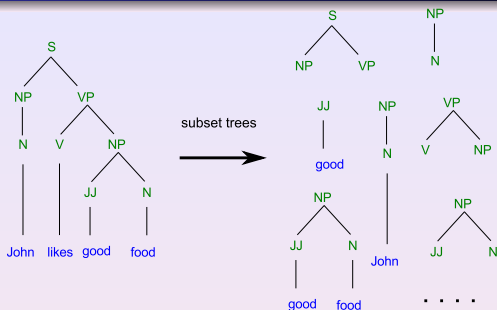 S
NP VP
N V NP
JJ N
John likes good food
subset trees
S
NP VP
NP
N
JJ
good
NP
N
John
VP
V NP
NP
JJ N
good food
NP
JJ N
. . . .